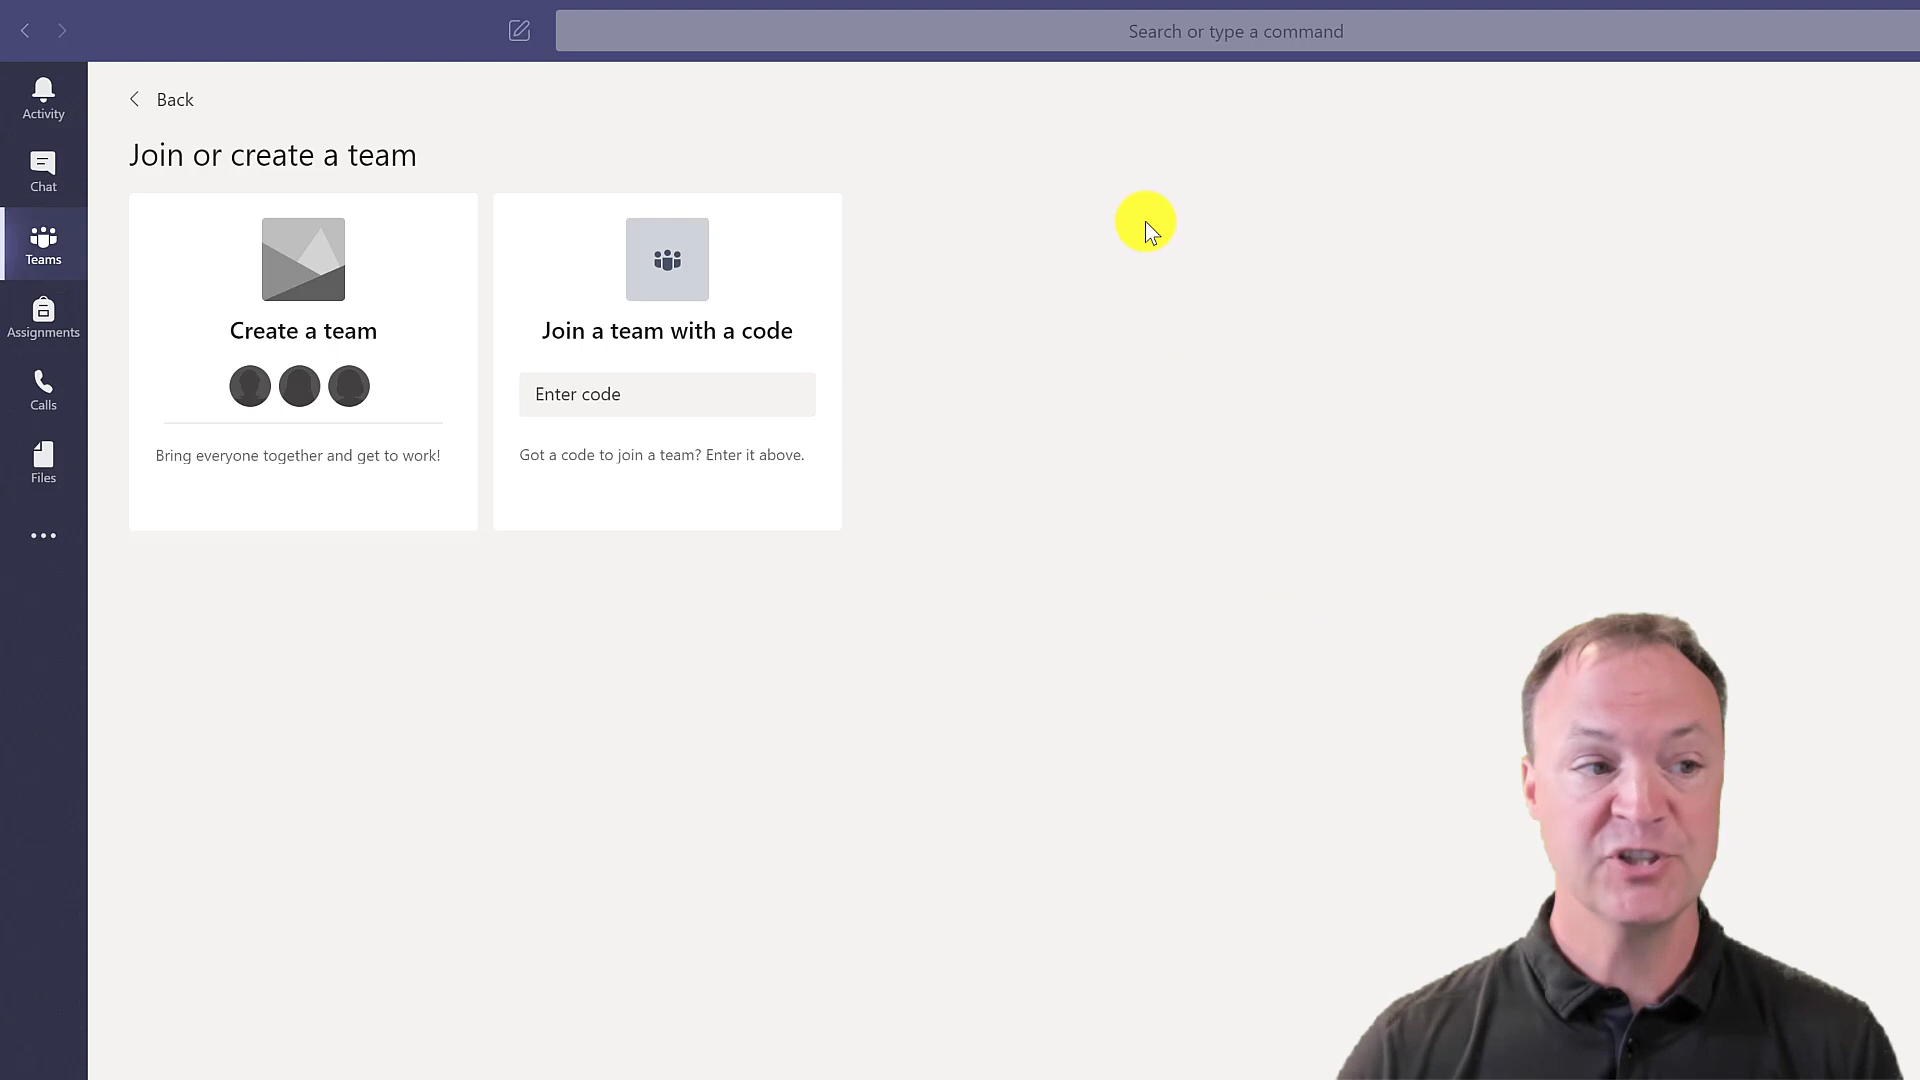 Search or type a command
Activity
Chat
Teams
Assignments
Calls
Files
Back
Join or create a team
Create a team
Bring everyone together and get to work!
Join a team with a code
Enter code
Got a code to join a team? Enter it above.